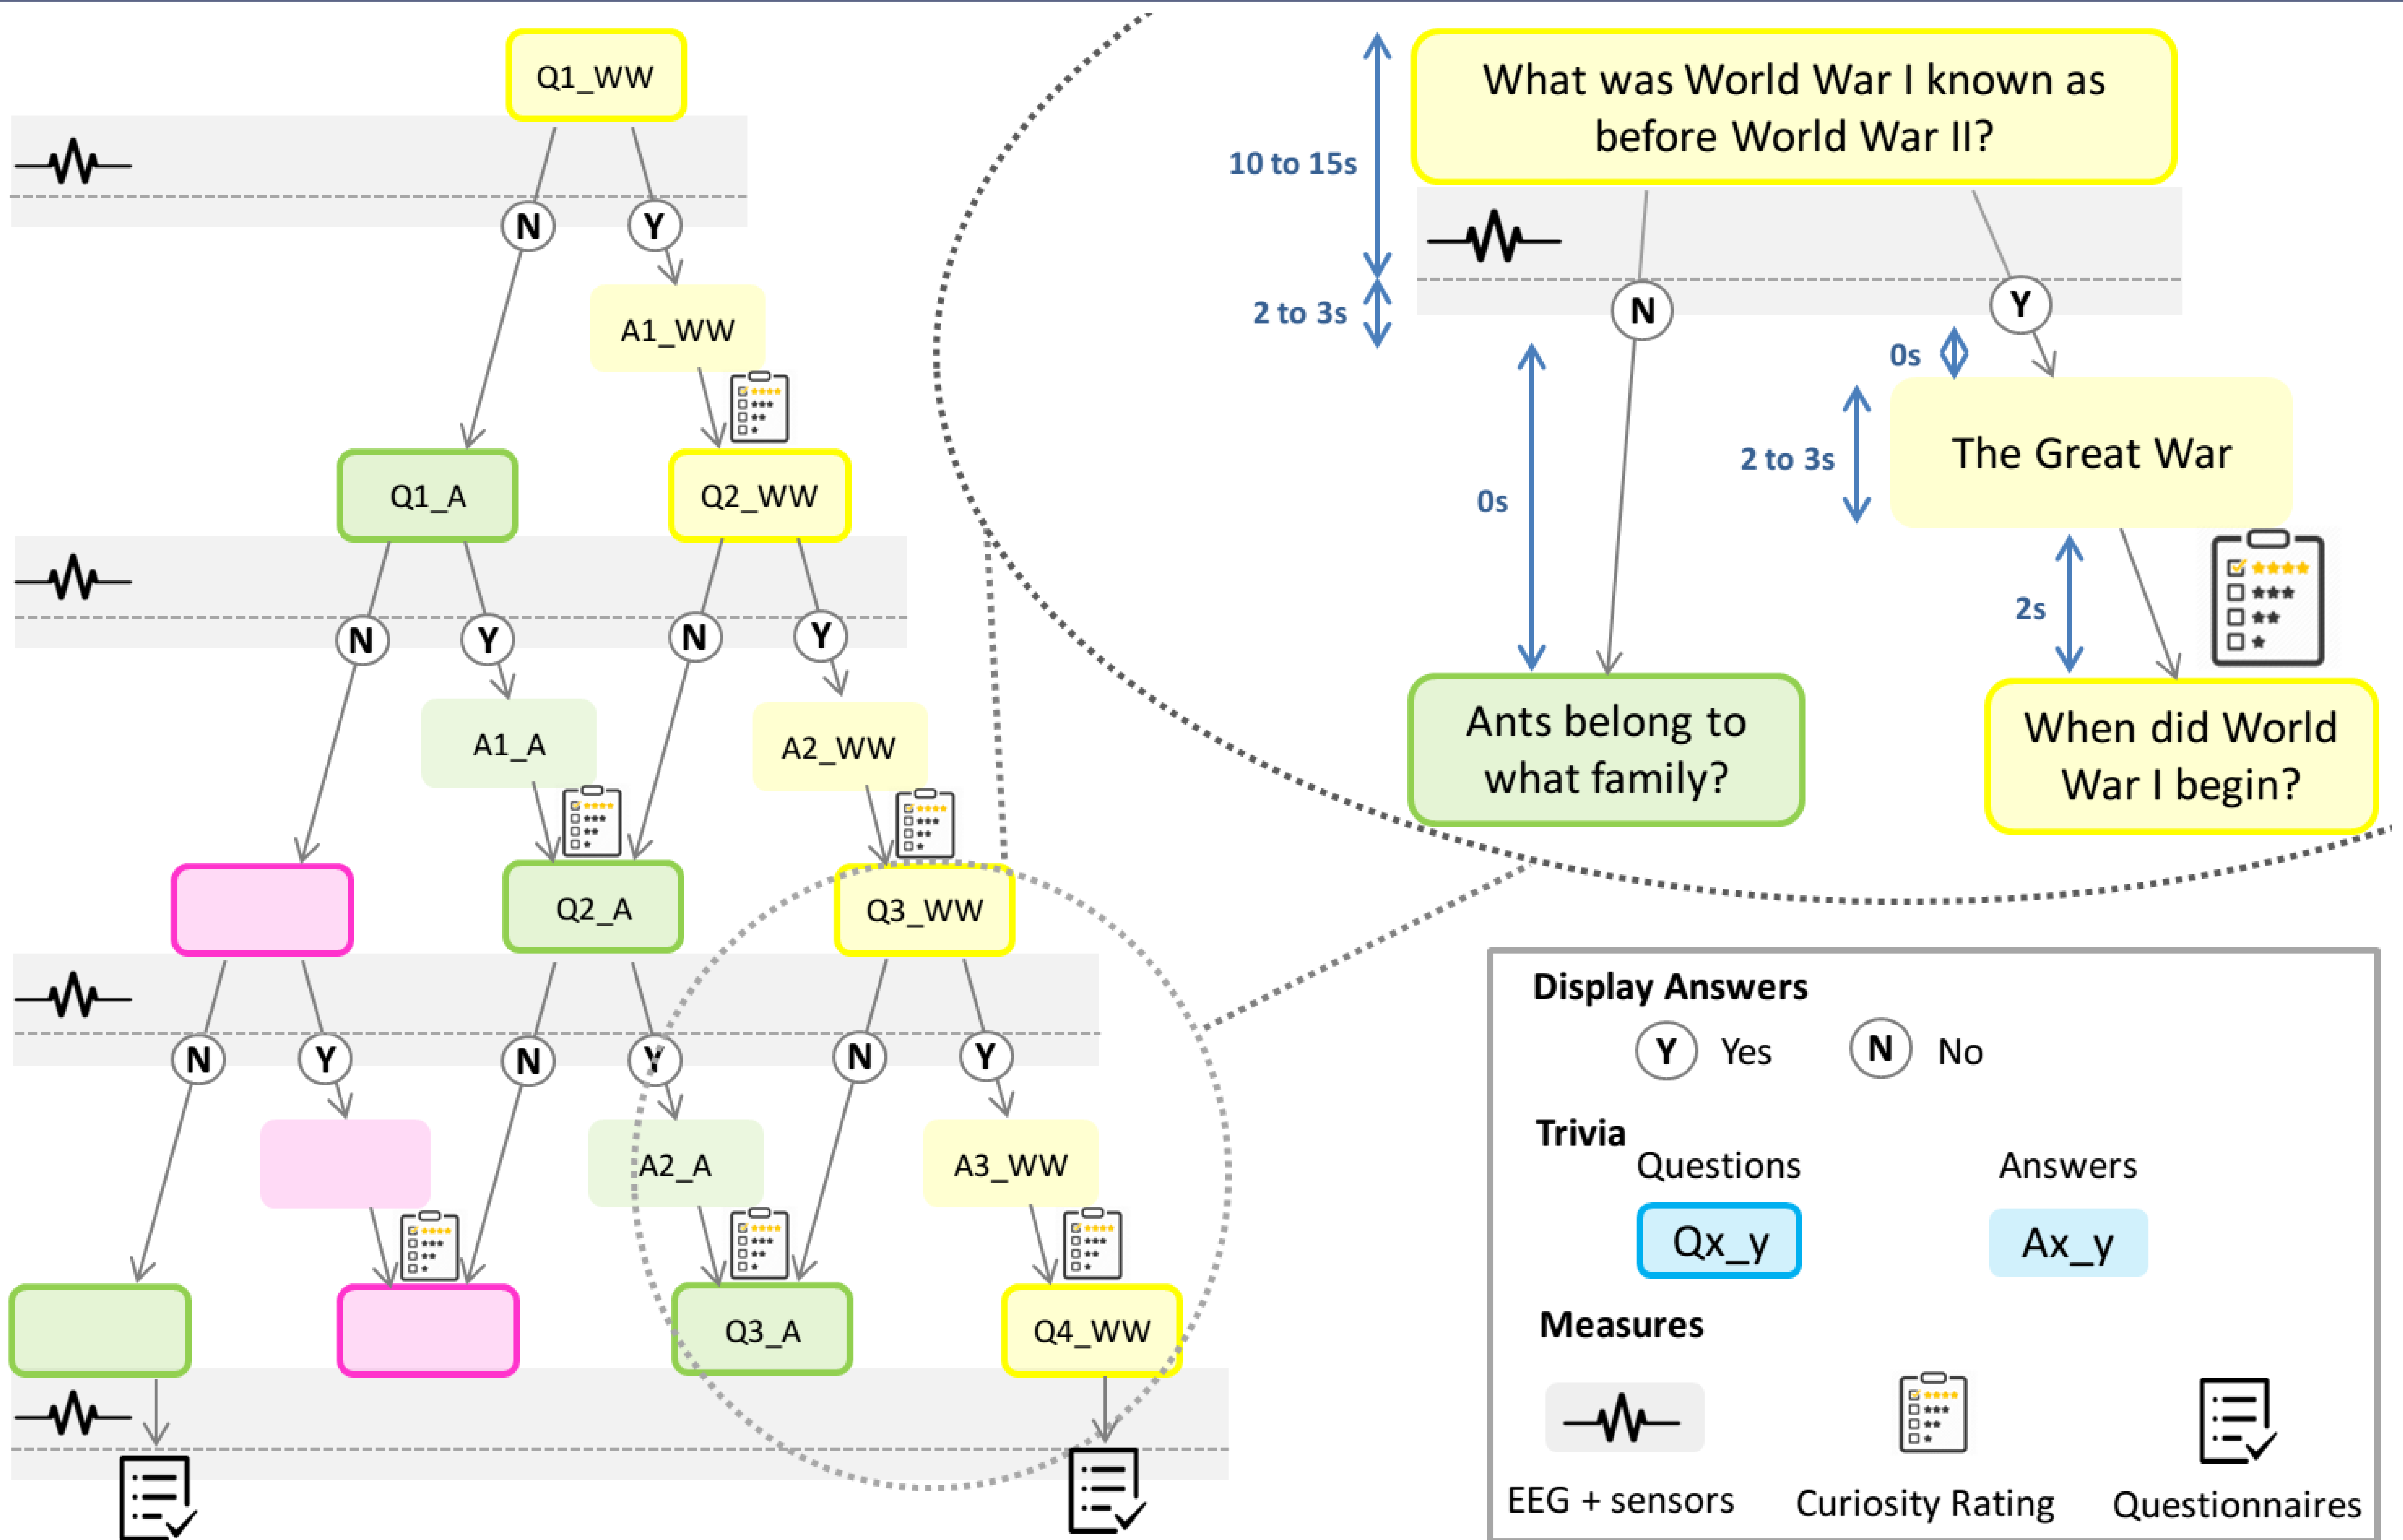 Q1_WW
N
Y
A1_WW
Q1_A
Q2_WW
N
Y
N
Y
A1_A
A2_WW
Q2_A
Q3_WW
N
Y
N
Y
N
Y
A2_A
A3_WW
Q3_A
Q4_WW
What was World War I known as
before World War II?
10 to 15s
2 to 3s
N
Y
0s
The Great War
2 to 3s
0s
2s
Ants belong to
what family?
When did World
War I begin?
Display Answers
Y Yes
N No
Trivia
Questions
Answers
Qx_y
Ax_y
Measures
EEG + sensors
Curiosity Rating
Questionnaires